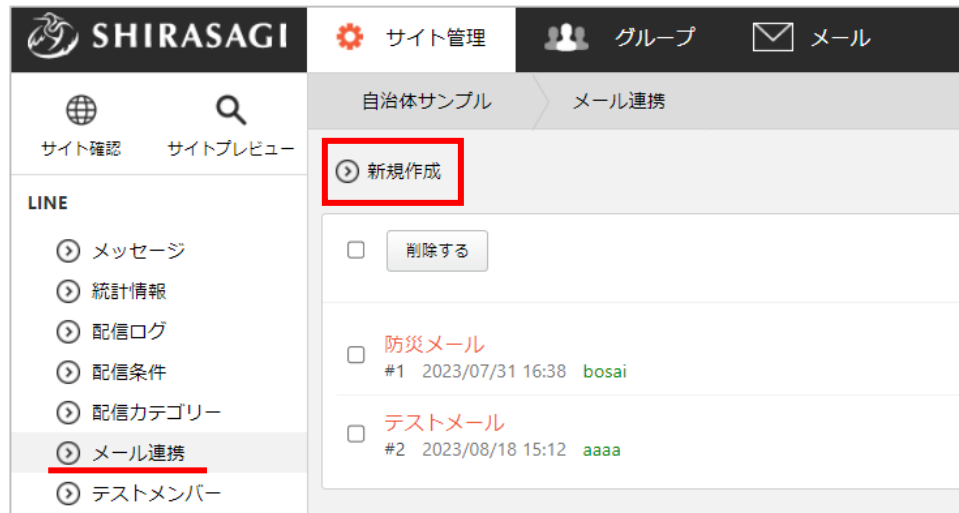 SHIRASAGI
サイト管理
グループ
メール
サイト確認
サイトプレビュー
自治体サンプル
メール連携
新規作成
LINE
メッセージ
統計情報
配信ログ
配信条件
配信カテゴリー
メール連携
テストメンバー
削除する
防災メール
#1 2023/07/31 16:38 bosai
テストメール
#2 2023/08/18 15:12 aaaa